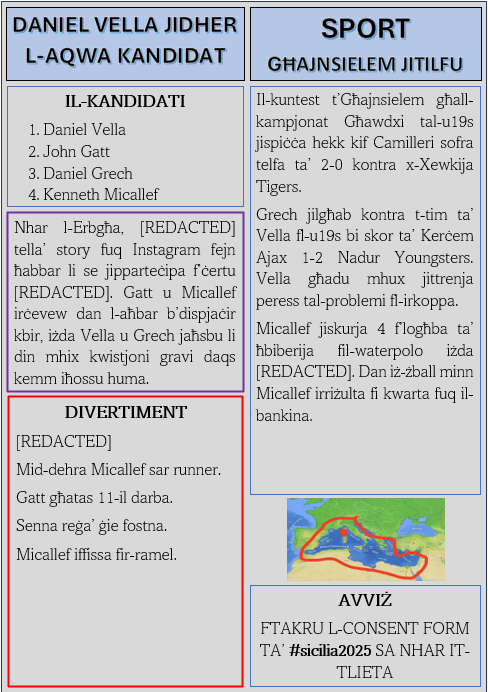 DANIEL VELLA JIDHER
L-AQWA KANDIDAT
IL-KANDIDATI
1. Daniel Vella
2. John Gatt
3. Daniel Grech
4. Kenneth Micallef
Nhar l-Erbgħa, [REDACTED]
tella’ story fuq Instagram fejn
ħabbar li se jipparteċipa f’ċertu
[REDACTED]. Gatt u Micallef
irċevew dan l-aħbar b’dispjaċir
kbir, iżda Vella u Grech jaħsbu li
din mhix kwistjoni gravi daqs
kemm iħossu huma.
DIVERTIMENT
[REDACTED]
Mid-dehra Micallef sar runner.
Gatt għatas 11-il darba.
Senna reġa’ ġie fostna.
Micallef iffissa fir-ramel.
SPORT
GĦAJNSIELEM JITILFU
Il-kuntest t’Għajnsielem għall-
kampjonat Għawdxi tal-u19s
jispiċċa hekk kif Camilleri sofra
telfa ta’ 2-0 kontra x-Xewkija
Tigers.
Grech jilgħab kontra t-tim ta’
Vella fl-u19s bi skor ta’ Kerċem
Ajax 1-2 Nadur Youngsters.
Vella għadu mhux jittrenja
peress tal-problemi fl-irkoppa.
Micallef jiskurja 4 f’logħba ta’
ħbiberija fil-waterpolo iżda
[REDACTED]. Dan iż-żball minn
Micallef irriżulta fi kwarta fuq il-
bankina.
AVVIŻ
FTAKRU L-CONSENT FORM
TA’ #sicilia2025 SA NHAR IT-
TLIETA